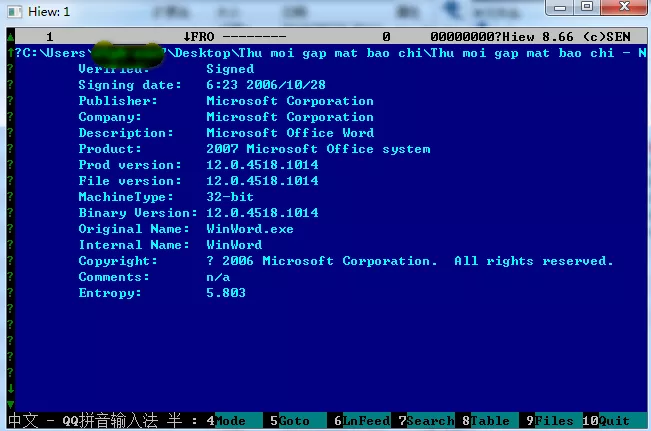 Hiew: 1
1 ↓FRO -------- 0 00000000?Hiew 8.66 (c)SEN
?C:\Users\ 7\Desktop\Thu moi gap mat bao chi\Thu moi gap mat bao chi - N
Verified: Signed
Signing date: 6:23 2006/10/28
Publisher: Microsoft Corporation
Company: Microsoft Corporation
Description: Microsoft Office Word
Product: 2007 Microsoft Office system
Prod version: 12.0.4518.1014
File version: 12.0.4518.1014
MachineType: 32-bit
Binary Version: 12.0.4518.1014
Original Name: WinWord.exe
Internal Name: WinWord
Copyright: ? 2006 Microsoft Corporation. All rights reserved.
Comments: n/a
Entropy: 5.803
中文 - QQ拼音输入法 半 : 4Mode 5Goto 6LnFeed 7Search 8Table 9Files 10Quit